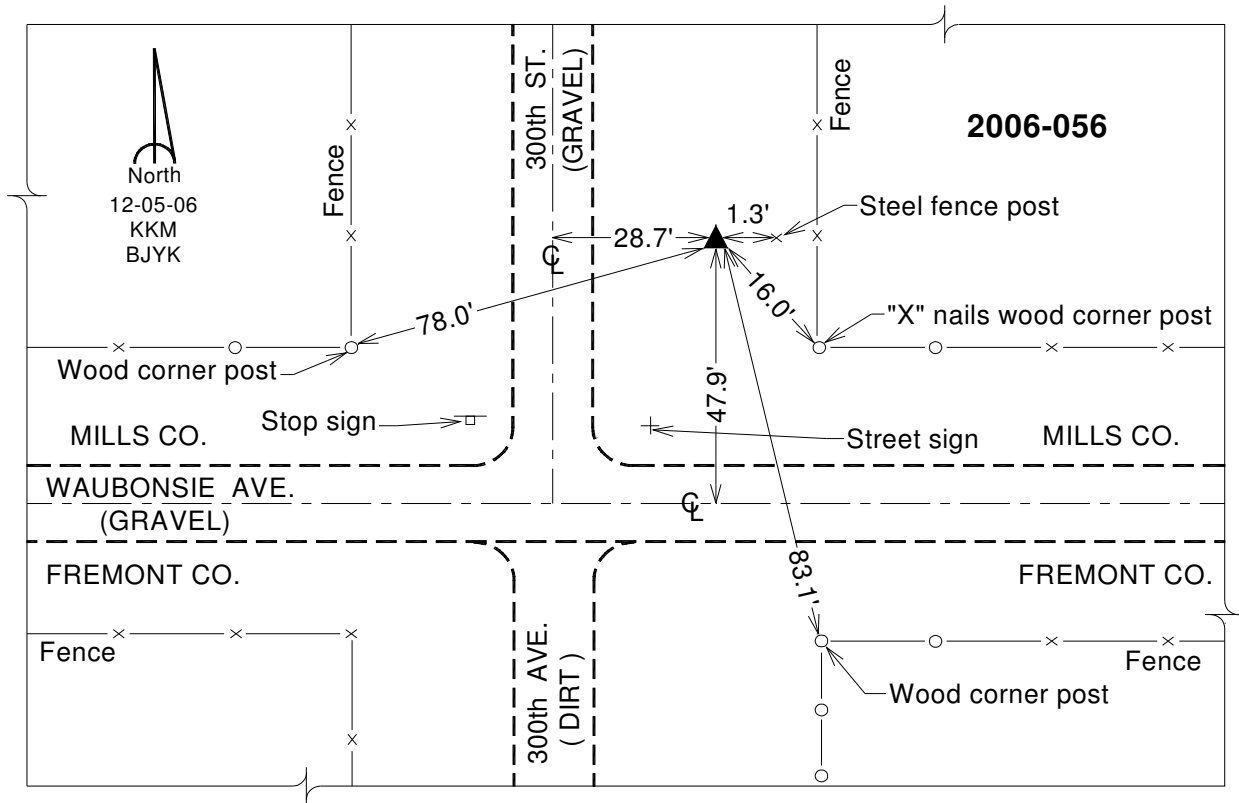 300th ST.
(GRAVEL)
Fence
2006-056
North
12-05-06
KKM
BJYK
Fence
1.3'
Steel fence post
28.7'
℄
78.0'
16.0'
"X" nails wood corner post
Wood corner post
47.9'
Stop sign
Street sign
MILLS CO.
MILLS CO.
WAUBONSIE AVE.
(GRAVEL)
℄
83.1'
FREMONT CO.
FREMONT CO.
Fence
300th AVE.
( DIRT )
Fence
Wood corner post